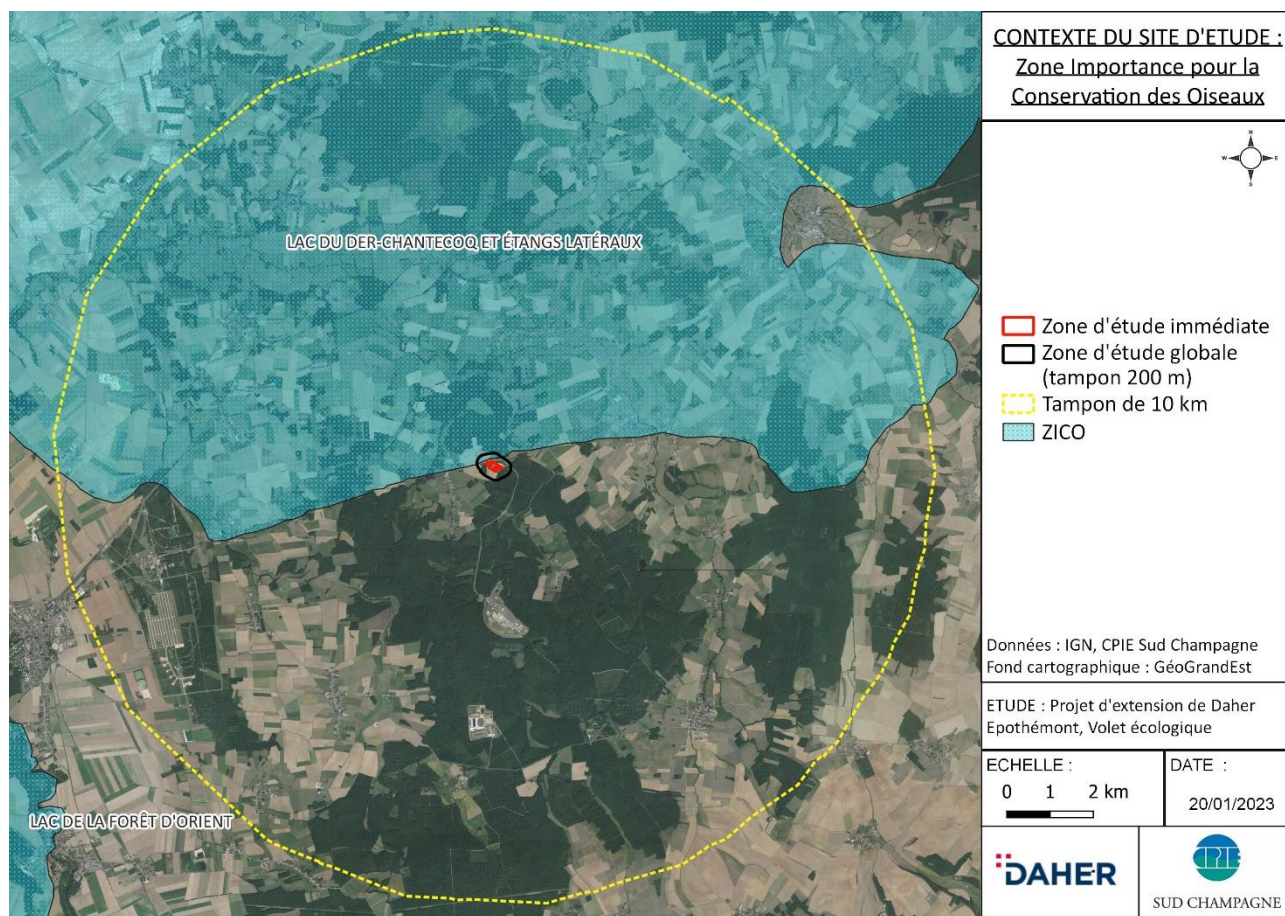 CONTEXTE DU SITE D'ETUDE :
Zone Importance pour la
Conservation des Oiseaux
N
W
E
S
LAC DU DER-CHANTECOQ ET ÉTANGS LATÉRAUX
LAC DE LA FORÊT D'ORIENT
Zone d'étude immédiate
Zone d'étude globale
(tampon 200 m)
Tampon de 10 km
ZICO
Données : IGN, CPIE Sud Champagne
Fond cartographique : GéoGrandEst
ETUDE : Projet d'extension de Daher
Epothémont, Volet écologique
ECHELLE :
0 1 2 km
DATE :
20/01/2023
DAHER
CPIE
SUD CHAMPAGNE